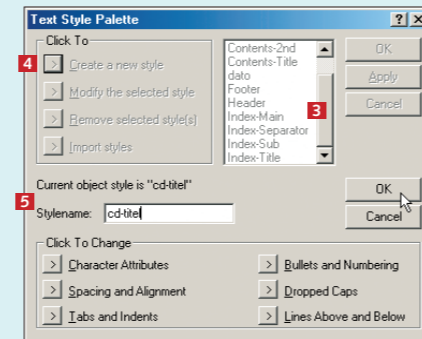 Text Style Palette
Click To
4
Create a new style
Modify the selected style
Remove selected style[s]
Import styles
Contents-2nd
Contents-Title
dato
Footer
Header
Index-Main
Index-Separator
Index-Sub
Index-Title
3
OK
Apply
Cancel
Current object style is "cd-titel"
5
Stylename: cd-titel
OK
Cancel
Click To Change
Character Attributes
Spacing and Alignment
Tabs and Indents
Bullets and Numbering
Dropped Caps
Lines Above and Below